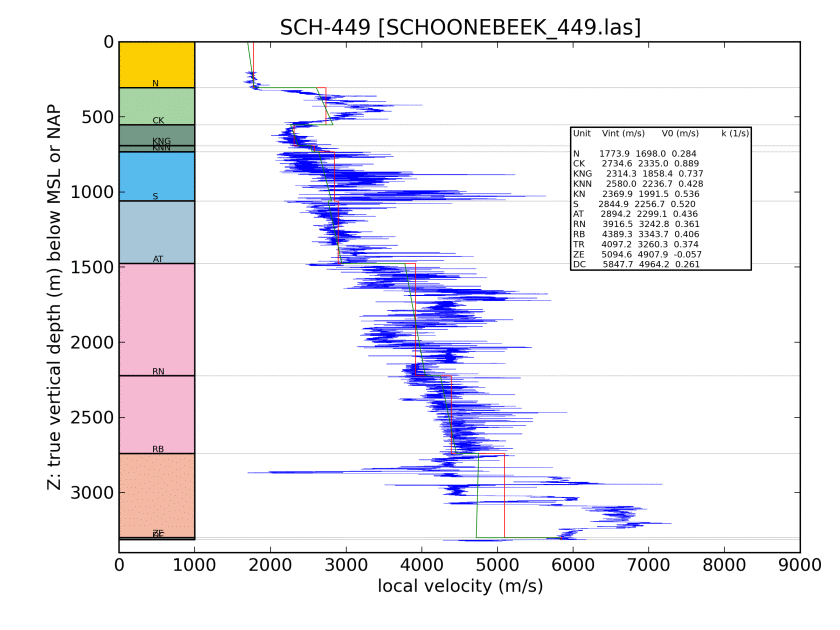 SCH-449 [SCHOONEBEEK_449.las]
Z: true vertical depth (m) below MSL or NAP
0
500
1000
1500
2000
2500
3000
N
CK
KNG
KNN
S
AT
RN
RB
ZE
Unit Vint (m/s) V0 (m/s) k (1/s)
N 1773.9 1698.0 0.284
CK 2734.6 2335.0 0.889
KNG 2314.3 1858.4 0.737
KNN 2580.0 2236.7 0.428
KN 2369.9 1991.5 0.536
S 2844.9 2256.7 0.520
AT 2894.2 2299.1 0.436
RN 3916.5 3242.8 0.361
RB 4389.3 3343.7 0.406
TR 4097.2 3260.3 0.374
ZE 5094.6 4907.9 -0.057
DC 5847.7 4964.2 0.261
0 1000 2000 3000 4000 5000 6000 7000 8000 9000
local velocity (m/s)